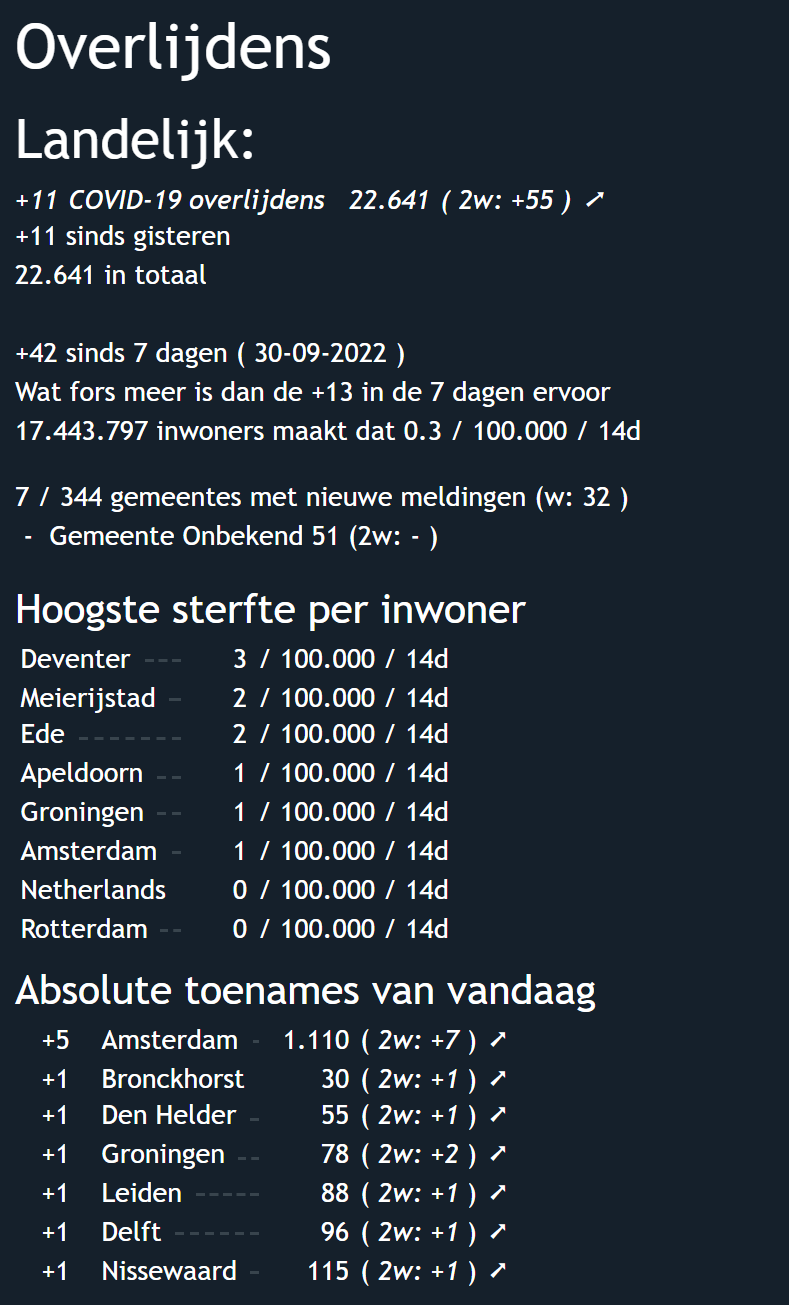 Overlijdens
Landelijk:
+11 COVID-19 overlijdens 22.641 ( 2w: +55 ) ➚
+11 sinds gisteren
22.641 in totaal
+42 sinds 7 dagen ( 30-09-2022 )
Wat fors meer is dan de +13 in de 7 dagen ervoor
17.443.797 inwoners maakt dat 0.3 / 100.000 / 14d
7 / 344 gemeentes met nieuwe meldingen (w: 32 )
- Gemeente Onbekend 51 (2w: - )
Hoogste sterfte per inwoner
Deventer --- 3 / 100.000 / 14d
Meierijstad - 2 / 100.000 / 14d
Ede ------- 2 / 100.000 / 14d
Apeldoorn -- 1 / 100.000 / 14d
Groningen -- 1 / 100.000 / 14d
Amsterdam - 1 / 100.000 / 14d
Netherlands 0 / 100.000 / 14d
Rotterdam -- 0 / 100.000 / 14d
Absolute toenames van vandaag
+5 Amsterdam - 1.110 ( 2w: +7 ) ➚
+1 Bronckhorst 30 ( 2w: +1 ) ➚
+1 Den Helder - 55 ( 2w: +1 ) ➚
+1 Groningen -- 78 ( 2w: +2 ) ➚
+1 Leiden ----- 88 ( 2w: +1 ) ➚
+1 Delft ------ 96 ( 2w: +1 ) ➚
+1 Nissewaard - 115 ( 2w: +1 ) ➚